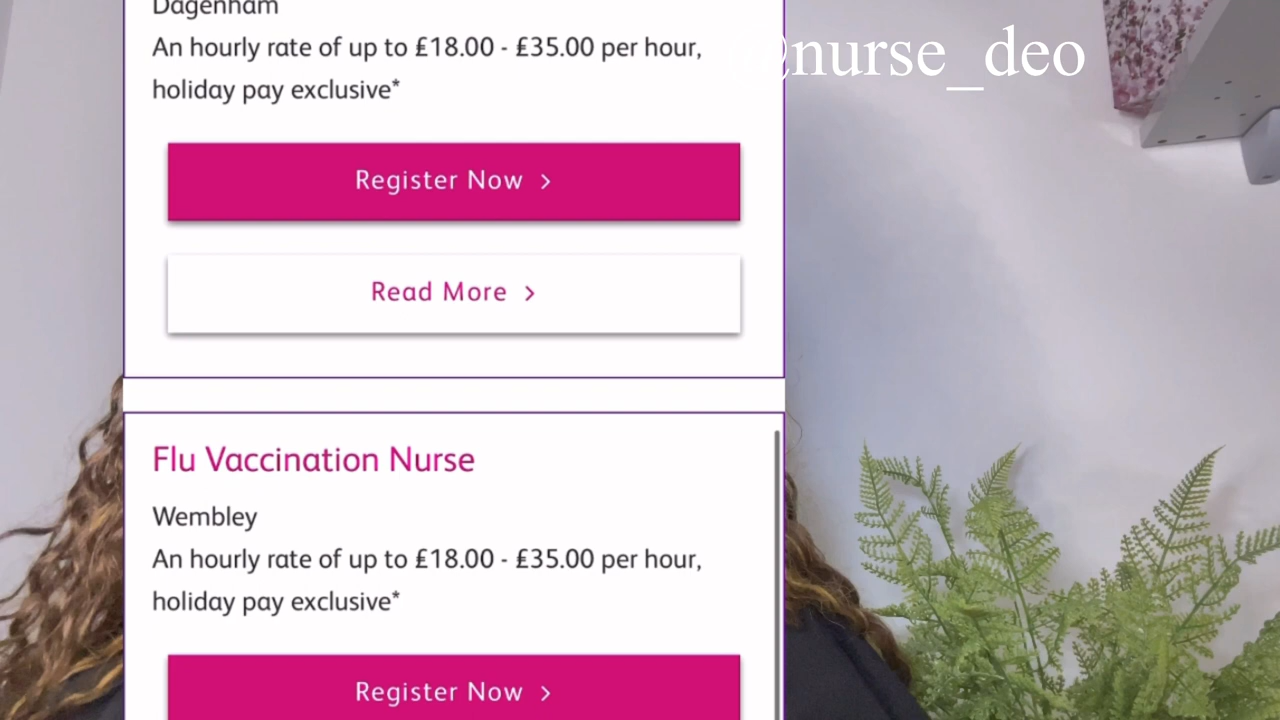 Dagenham
An hourly rate of up to £18.00 - £35.00 per hour,
holiday pay exclusive*
Register Now >
Read More >
Flu Vaccination Nurse
Wembley
An hourly rate of up to £18.00 - £35.00 per hour,
holiday pay exclusive*
Register Now >
@nurse_deo